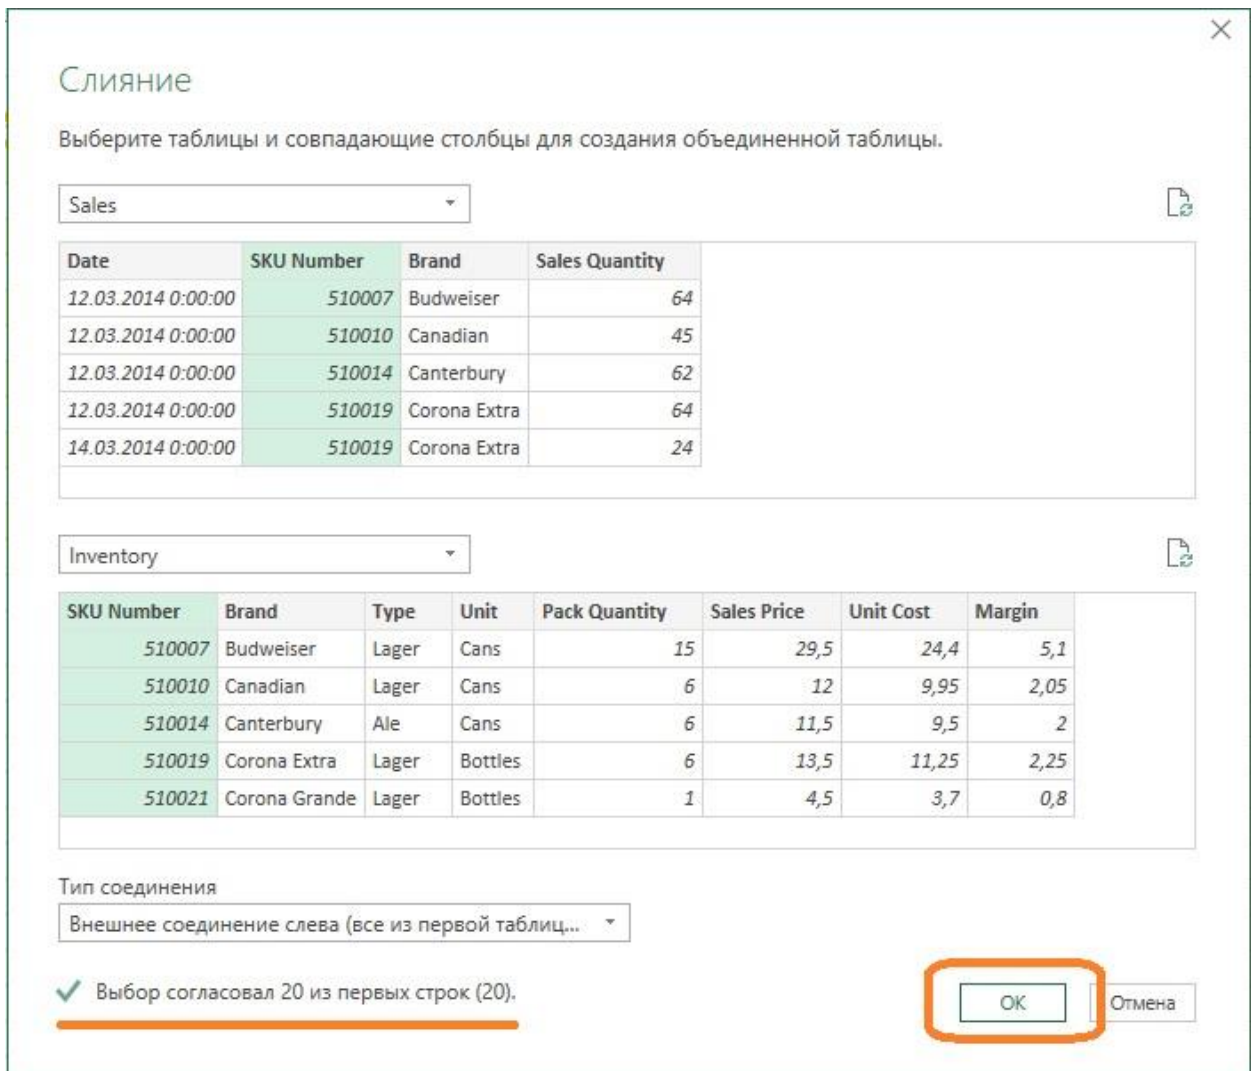 Слияние
Выберите таблицы и совпадающие столбцы для создания объединенной таблицы.
Sales
Date SKU Number Brand Sales Quantity
12.03.2014 0:00:00 510007 Budweiser 64
12.03.2014 0:00:00 510010 Canadian 45
12.03.2014 0:00:00 510014 Canterbury 62
12.03.2014 0:00:00 510019 Corona Extra 64
14.03.2014 0:00:00 510019 Corona Extra 24
Inventory
SKU Number Brand Type Unit Pack Quantity Sales Price Unit Cost Margin
510007 Budweiser Lager Cans 15 29,5 24,4 5,1
510010 Canadian Lager Cans 6 12 9,95 2,05
510014 Canterbury Ale Cans 6 11,5 9,5 2
510019 Corona Extra Lager Bottles 6 13,5 11,25 2,25
510021 Corona Grande Lager Bottles 1 4,5 3,7 0,8
Тип соединения
Внешнее соединение слева (все из первой таблиц...
Выбор согласовал 20 из первых строк (20).
ОК Отмена